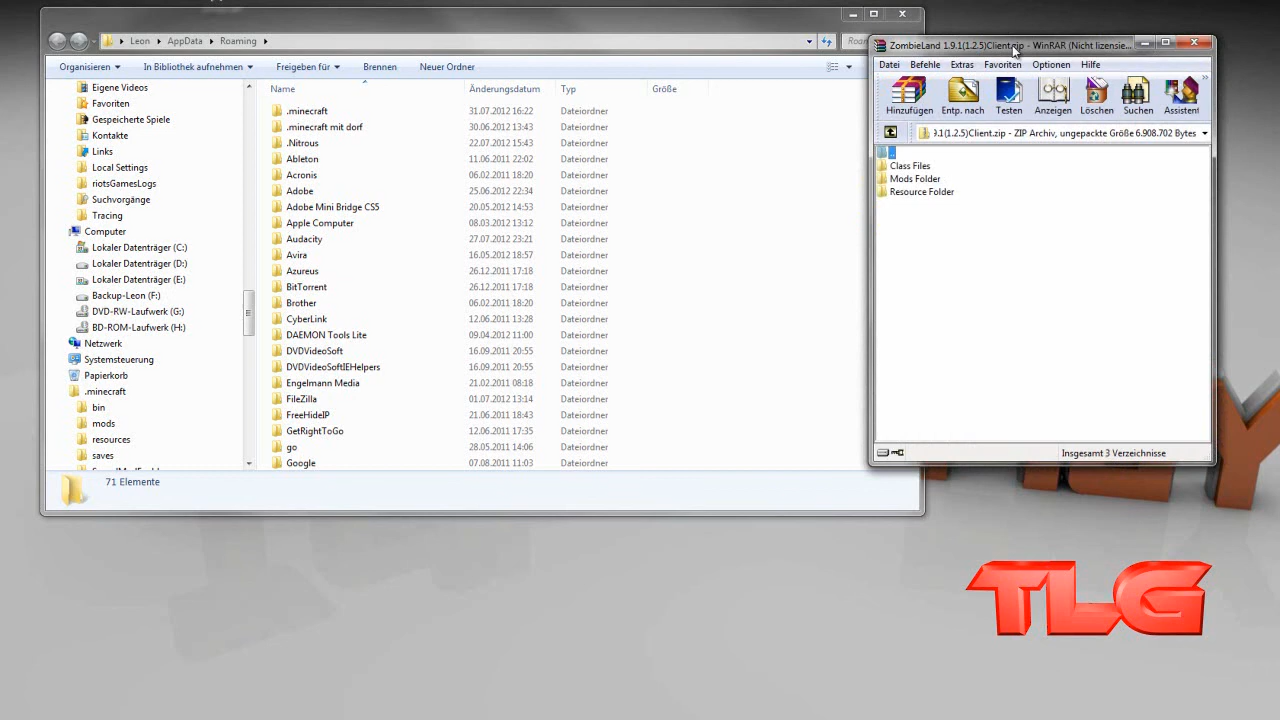 Leon AppData Roaming
Organisieren In Bibliothek aufnehmen Freigeben für Brennen Neuer Ordner
Eigene Videos
Favoriten
Gespeicherte Spiele
Kontakte
Links
Local Settings
riotsGamesLogs
Suchvorgänge
Tracing
Computer
Lokaler Datenträger (C:)
Lokaler Datenträger (D:)
Lokaler Datenträger (E:)
Backup-Leon (F:)
DVD-RW-Laufwerk (G:)
BD-ROM-Laufwerk (H:)
Netzwerk
Systemsteuerung
Papierkorb
.minecraft
bin
mods
resources
saves
Name Änderungsdatum Typ Größe
.minecraft 31.07.2012 16:22 Dateiordner
.minecraft mit dorf 30.06.2012 13:43 Dateiordner
.Nitrous 22.07.2012 15:43 Dateiordner
Ableton 11.06.2011 22:02 Dateiordner
Acronis 06.02.2011 18:20 Dateiordner
Adobe 25.06.2012 22:34 Dateiordner
Adobe Mini Bridge CS5 20.05.2012 14:53 Dateiordner
Apple Computer 08.03.2012 13:12 Dateiordner
Audacity 27.07.2012 23:21 Dateiordner
Avira 16.05.2012 18:57 Dateiordner
Azureus 26.12.2011 17:18 Dateiordner
BitTorrent 26.12.2011 17:18 Dateiordner
Brother 06.02.2011 18:20 Dateiordner
CyberLink 12.06.2011 13:28 Dateiordner
DAEMON Tools Lite 09.04.2012 11:00 Dateiordner
DVDVideoSoft 16.09.2011 20:55 Dateiordner
DVDVideoSoftIEHelpers 16.09.2011 20:55 Dateiordner
Engelmann Media 21.02.2011 08:18 Dateiordner
FileZilla 01.07.2012 13:14 Dateiordner
FreeHideIP 21.06.2011 18:43 Dateiordner
GetRightToGo 12.06.2011 17:35 Dateiordner
go 28.05.2011 14:06 Dateiordner
Google 07.08.2011 11:03 Dateiordner
71 Elemente
ZombieLand 1.9.1(1.2.5)Client.zip - WinRAR (Nicht lizensie...
Datei Befehle Extras Favoriten Optionen Hilfe
Hinzufügen Entp. nach Testen Anzeigen Löschen Suchen Assistent
9.1(1.2.5)Client.zip - ZIP Archiv, ungepackte Größe 6.908.702 Bytes
..
Class Files
Mods Folder
Resource Folder
Insgesamt 3 Verzeichnisse
TLG